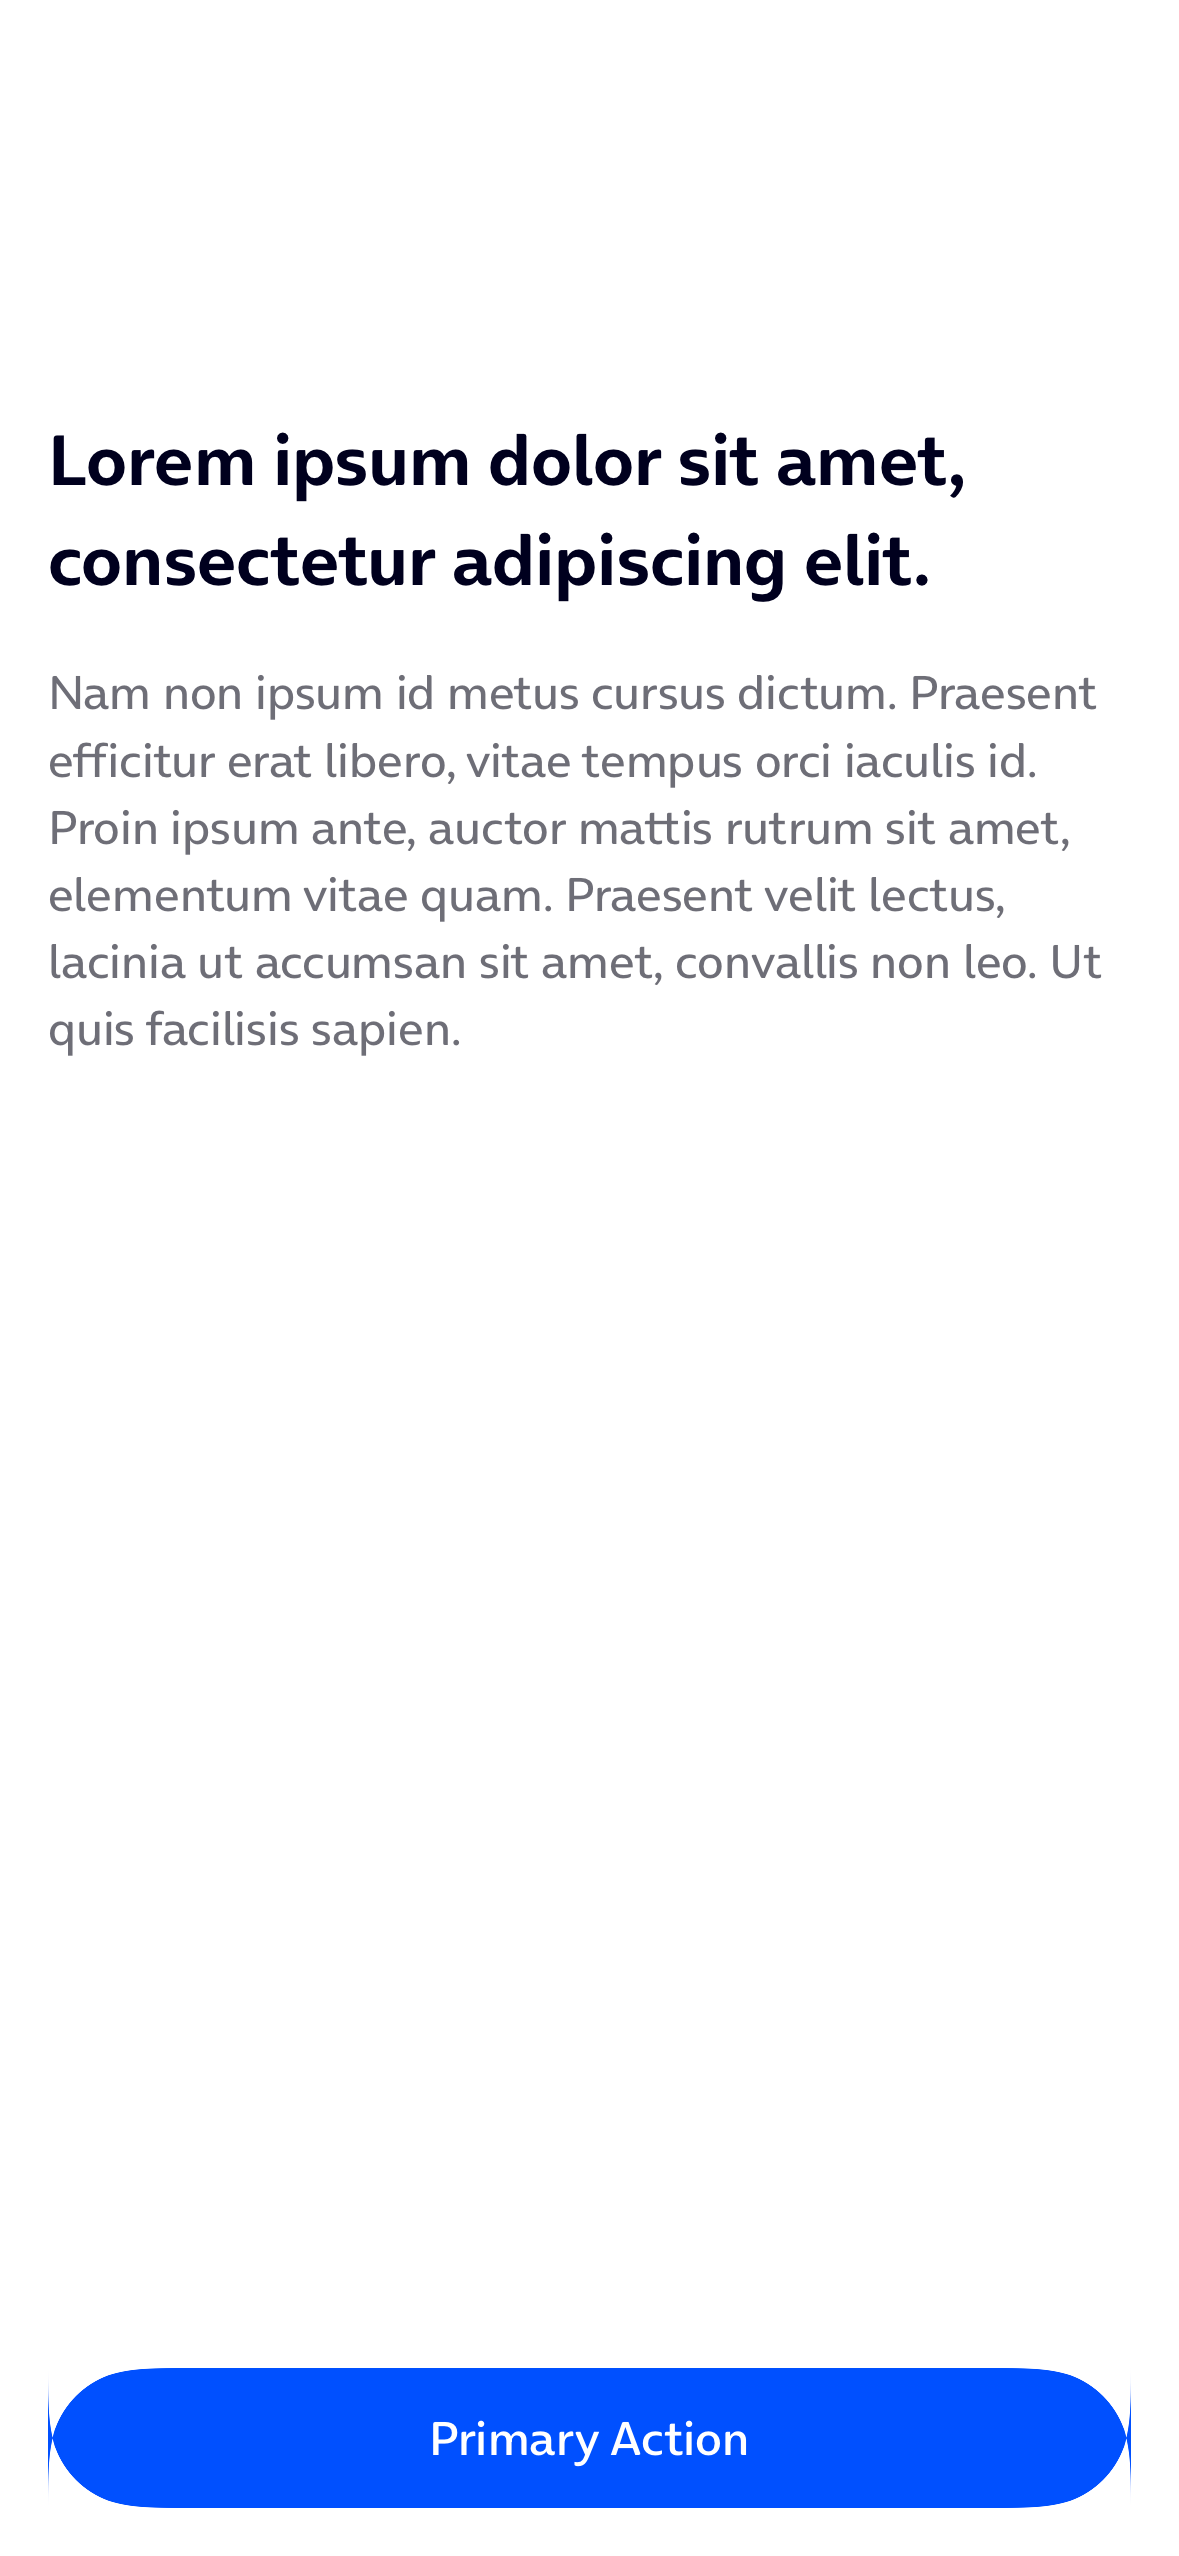 Lorem ipsum dolor sit amet,
consectetur adipiscing elit.
Nam non ipsum id metus cursus dictum. Praesent
efficitur erat libero, vitae tempus orci iaculis id.
Proin ipsum ante, auctor mattis rutrum sit amet,
elementum vitae quam. Praesent velit lectus,
lacinia ut accumsan sit amet, convallis non leo. Ut
quis facilisis sapien.
Primary Action